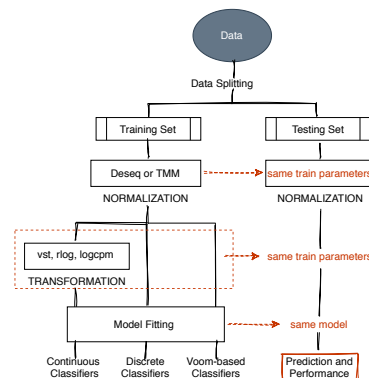 Data
Data Splitting
Training Set
Testing Set
Deseq or TMM
same train parameters
NORMALIZATION
NORMALIZATION
vst, rlog, logcpm
same train parameters
TRANSFORMATION
Model Fitting
same model
Continuous
Classifiers
Discrete
Classifiers
Voom-based
Classifiers
Prediction and
Performance